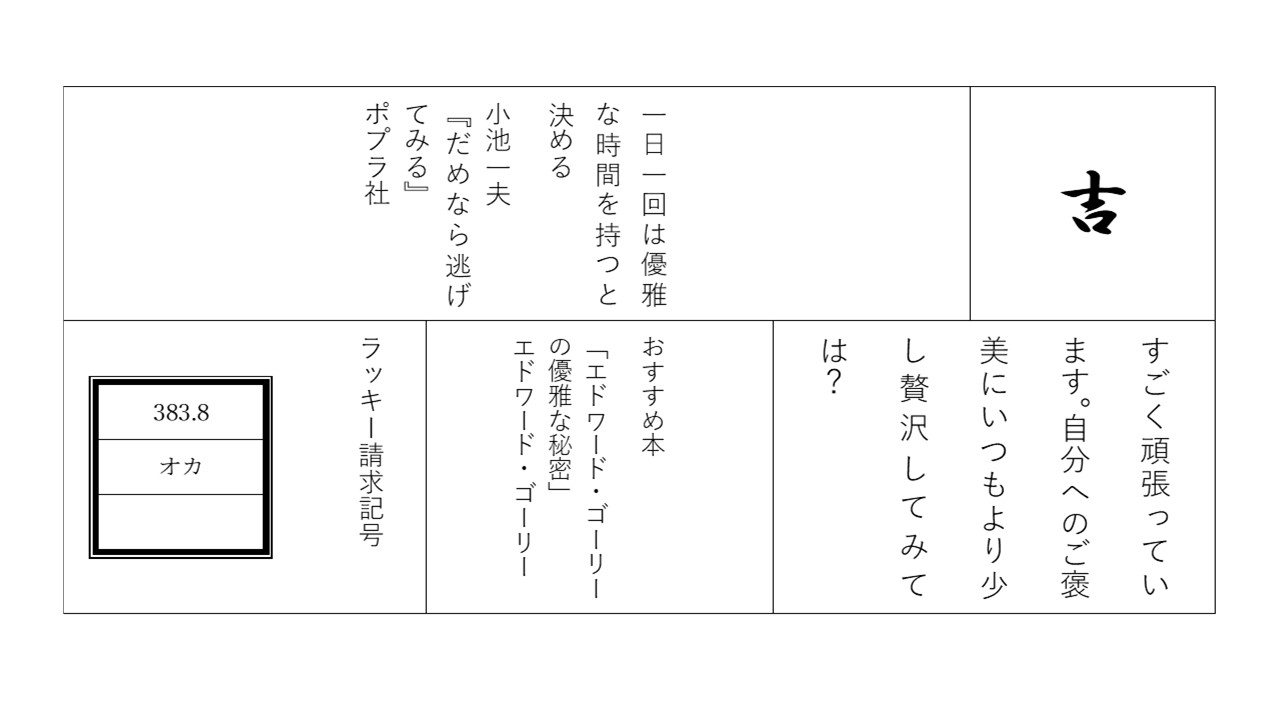 吉
一日一回は優雅
な時間を持つと
決める
小池一夫
『だめなら逃げ
てみる』
ポプラ社
すごく頑張ってい
ます。自分へのご褒
美にいつもより少
し贅沢してみて
は？
おすすめ本
「エドワード・ゴーリー
の優雅な秘密」
エドワード・ゴーリー
ラッキー請求記号
383.8
オカ